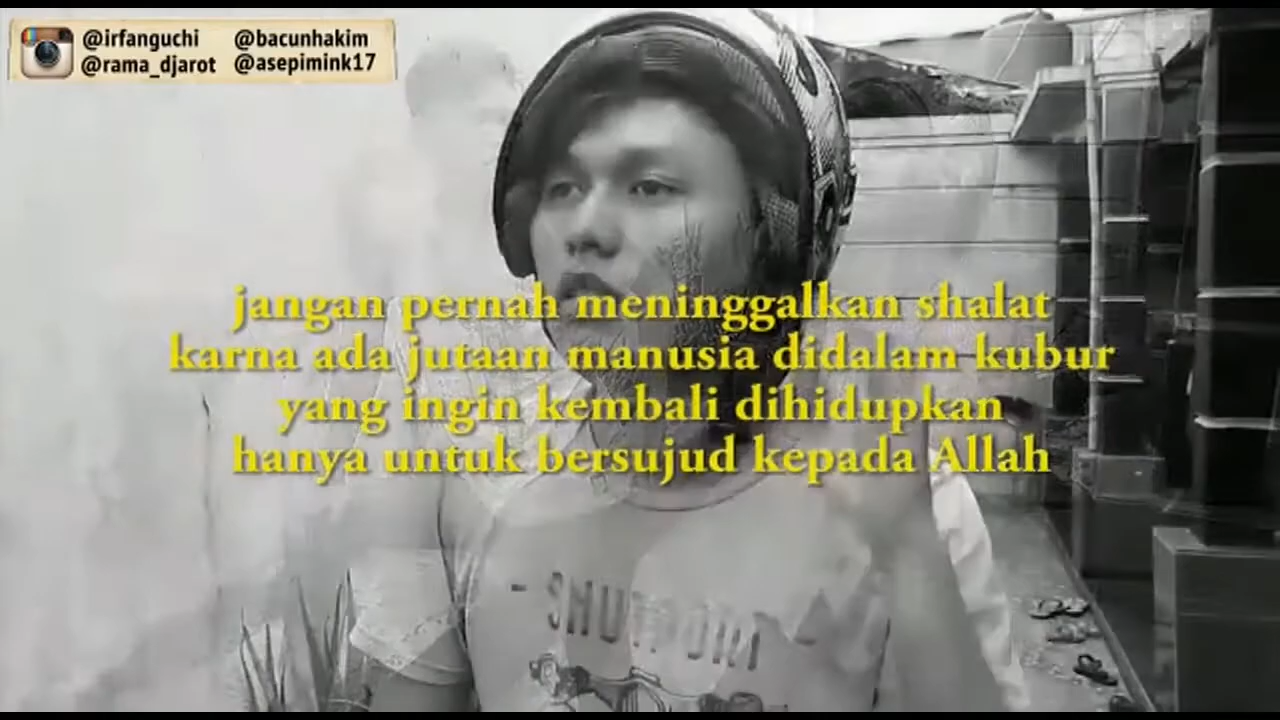 @irfanguchi @bacunhakim
@rama_djarot @asepimink17
jangan pernah meninggalkan shalat
karna ada jutaan manusia didalam kubur
yang ingin kembali dihidupkan
hanya untuk bersujud kepada Allah